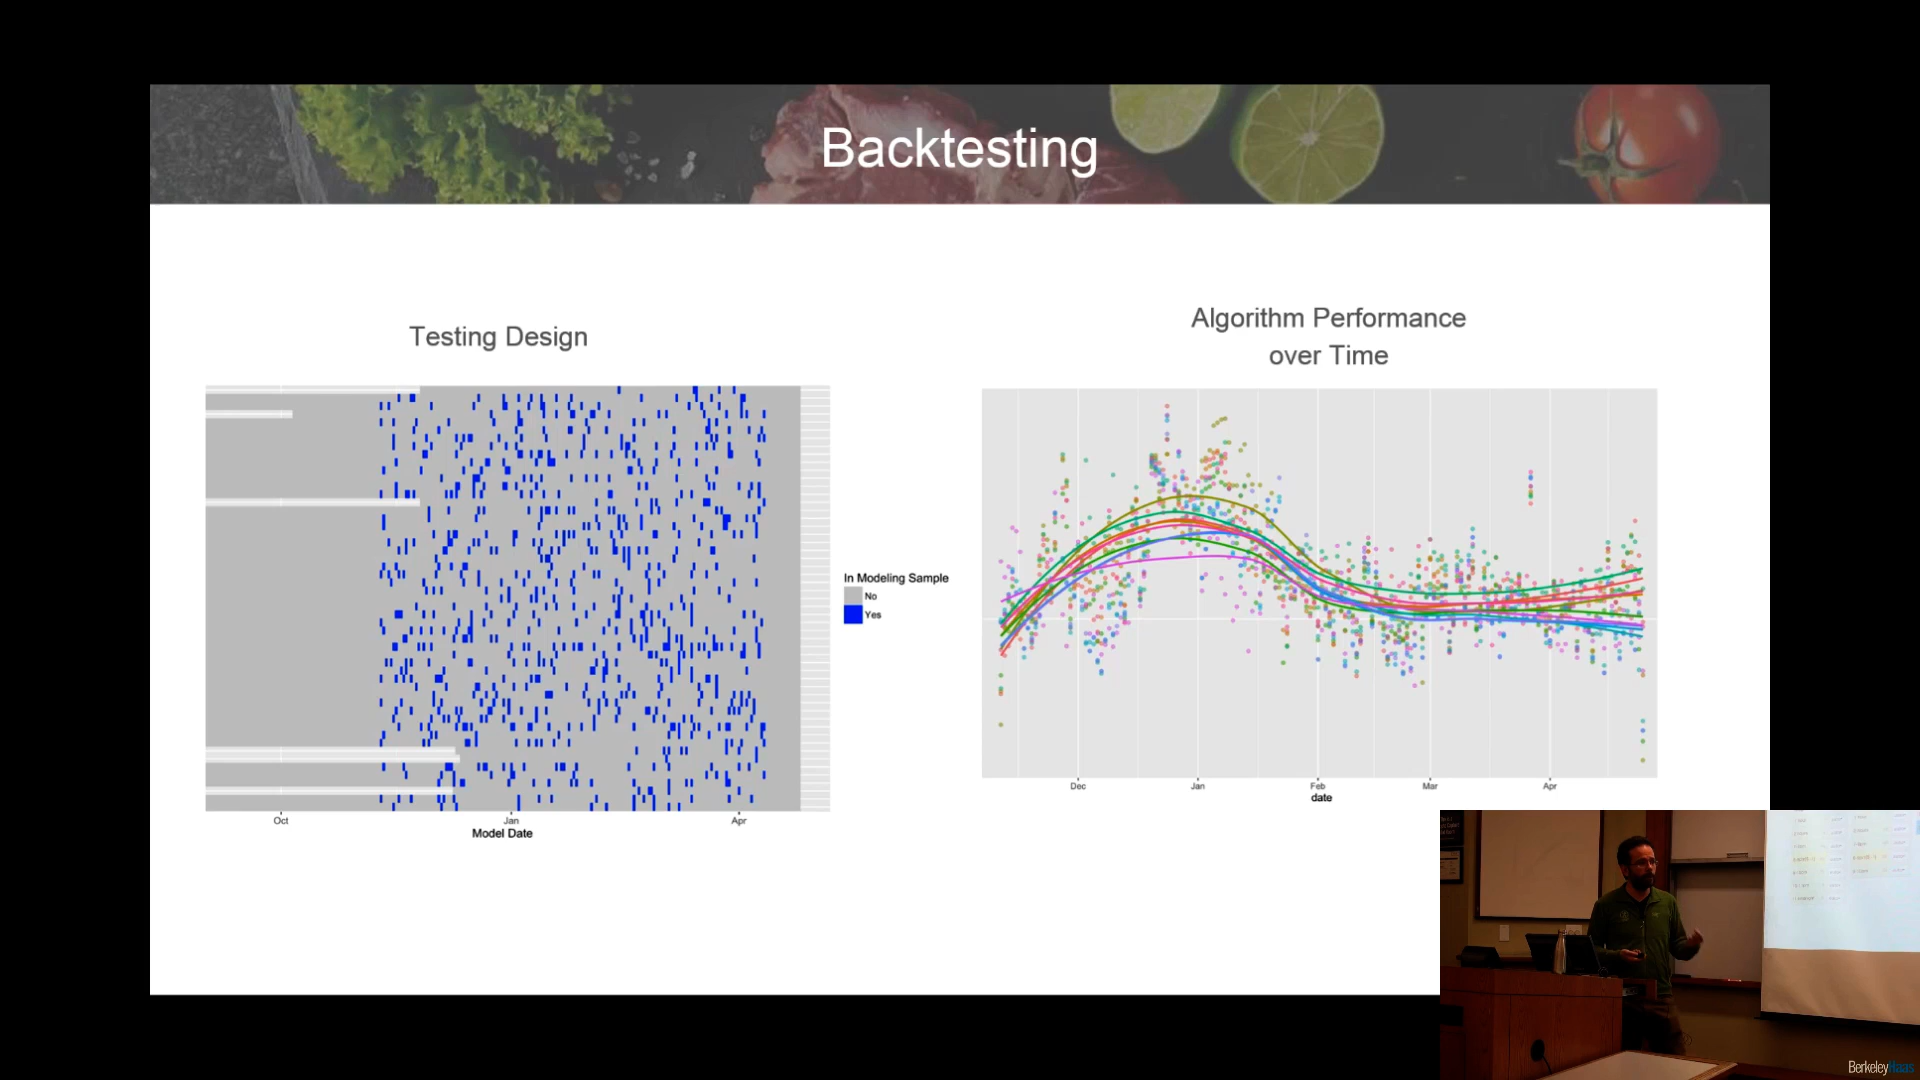 Backtesting
Testing Design
Algorithm Performance
over Time
In Modeling Sample
No
Yes
Oct
Jan
Apr
Model Date
Dec
Jan
Feb
Mar
Apr
date
BerkeleyHaas